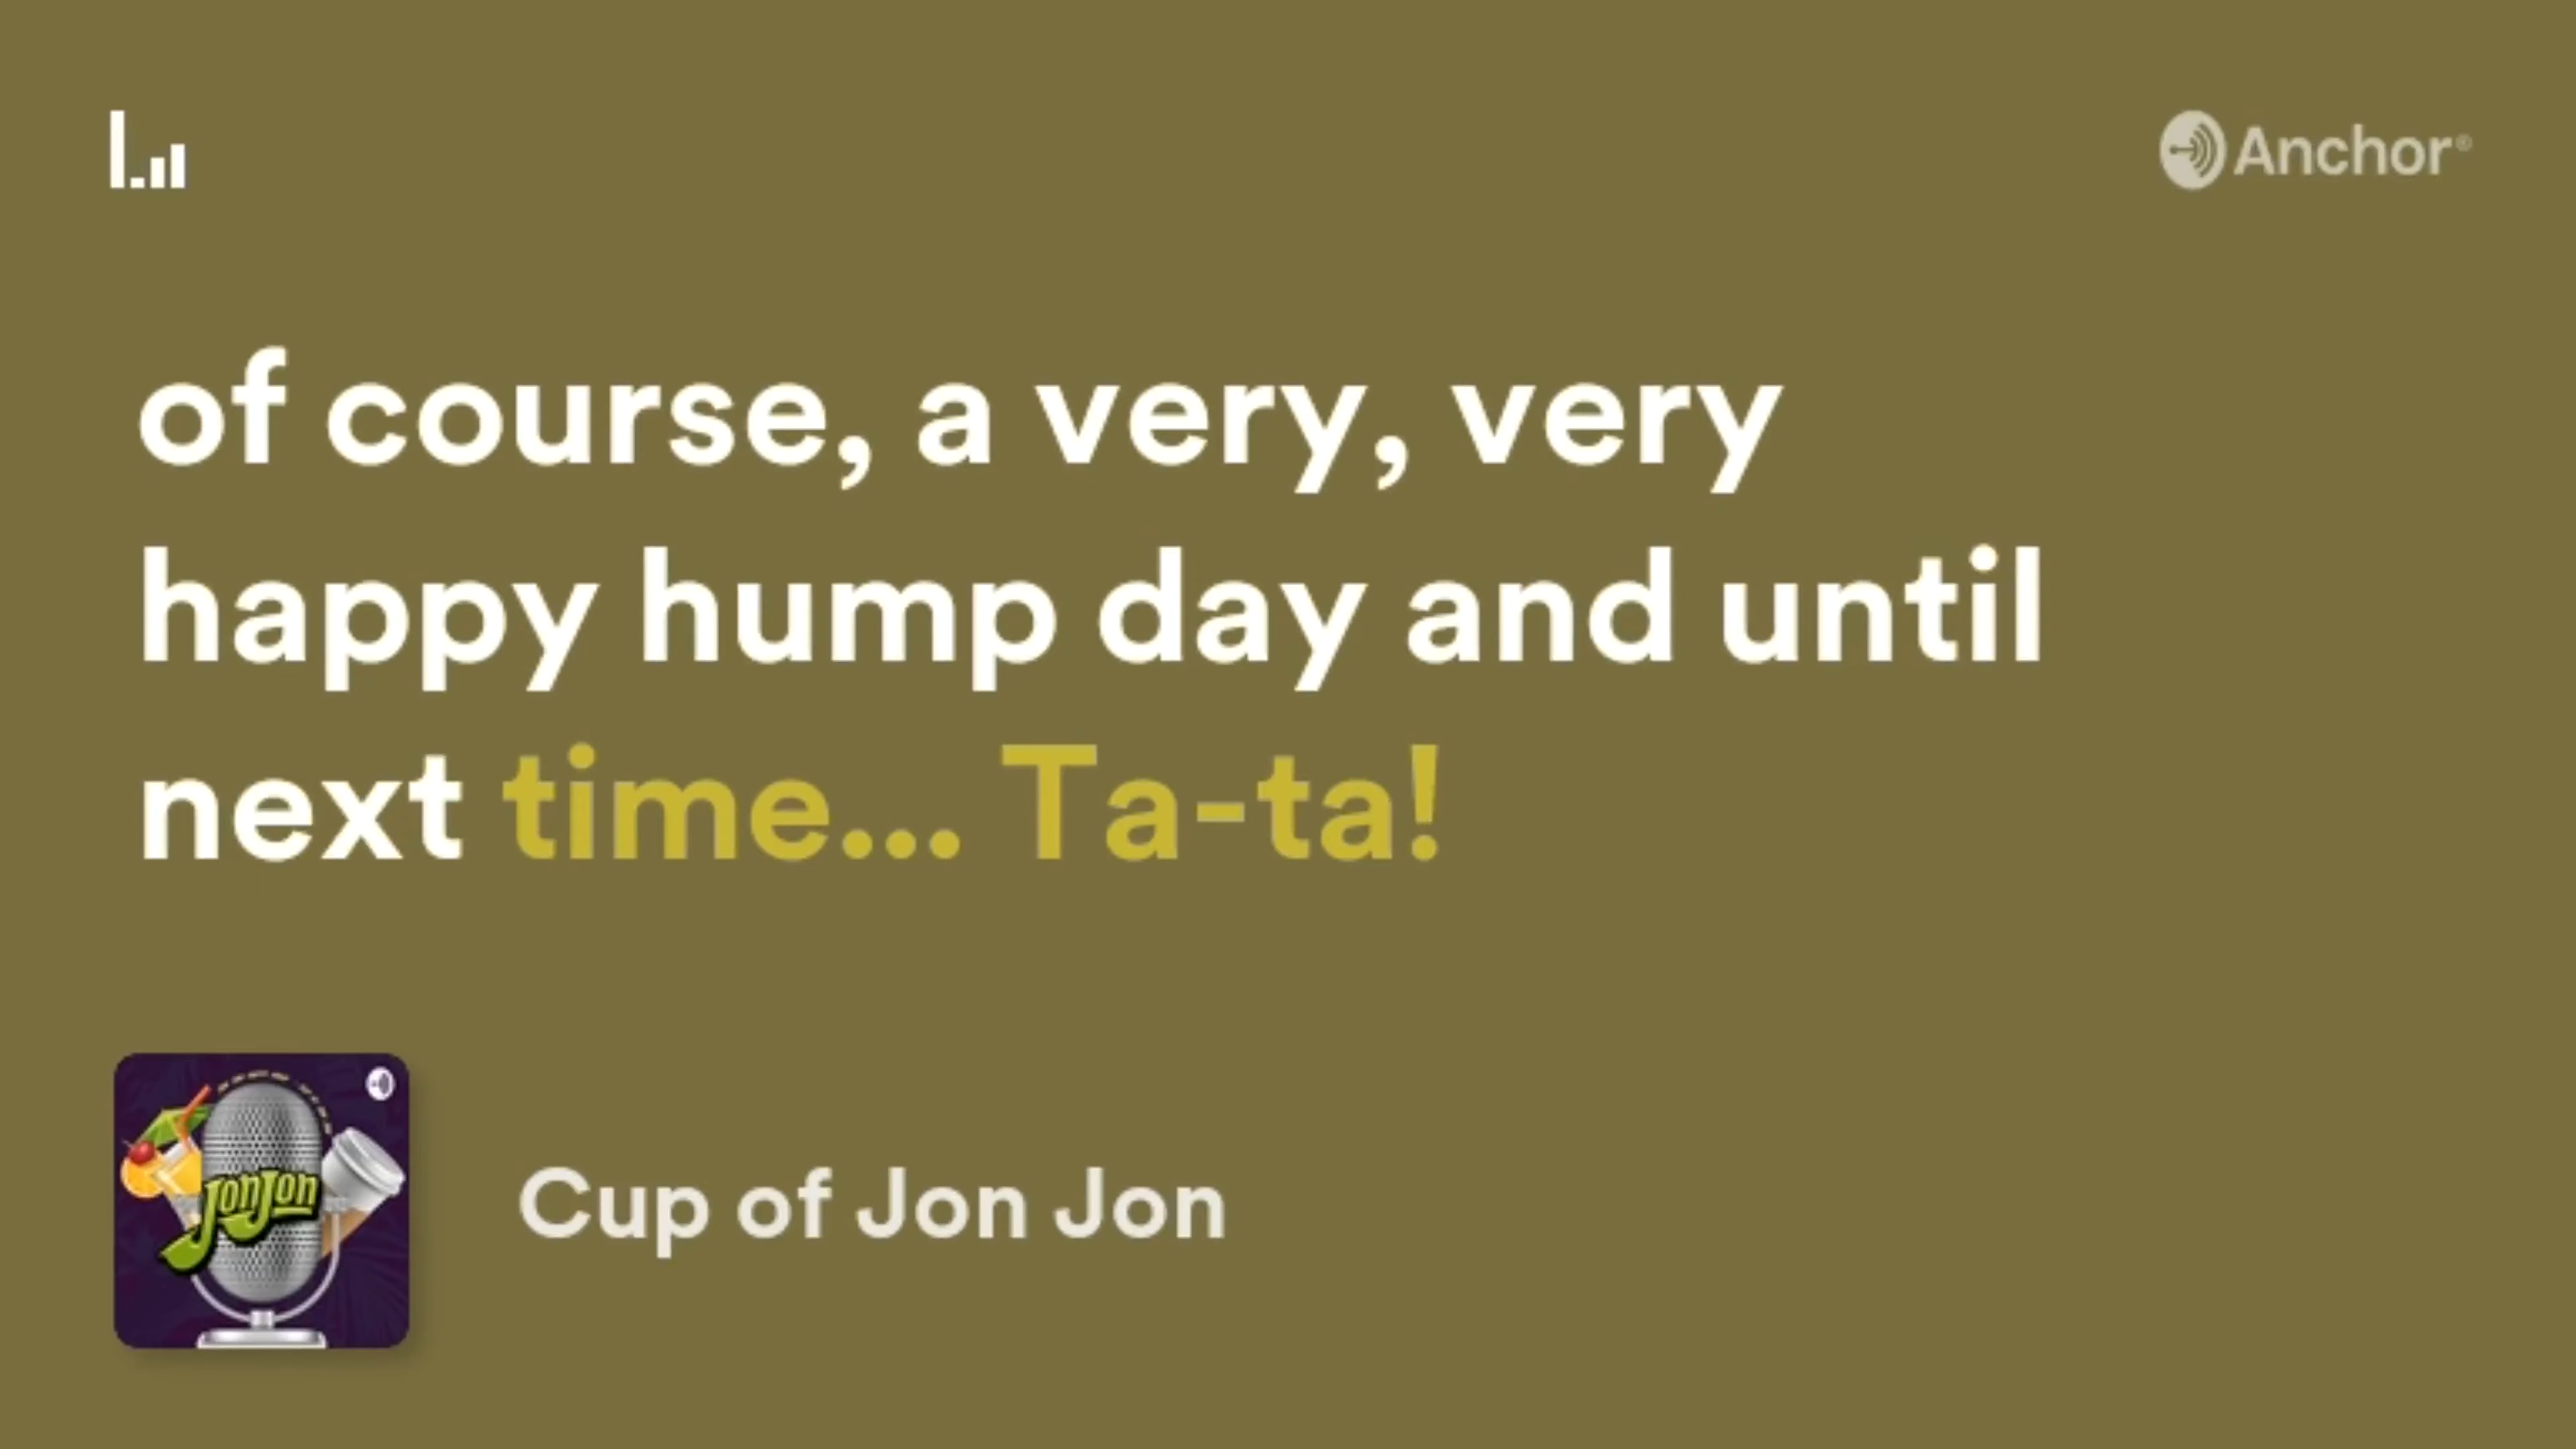 Anchor®
of course, a very, very
happy hump day and until
next time... Ta-ta!
JonJon
Cup of Jon Jon